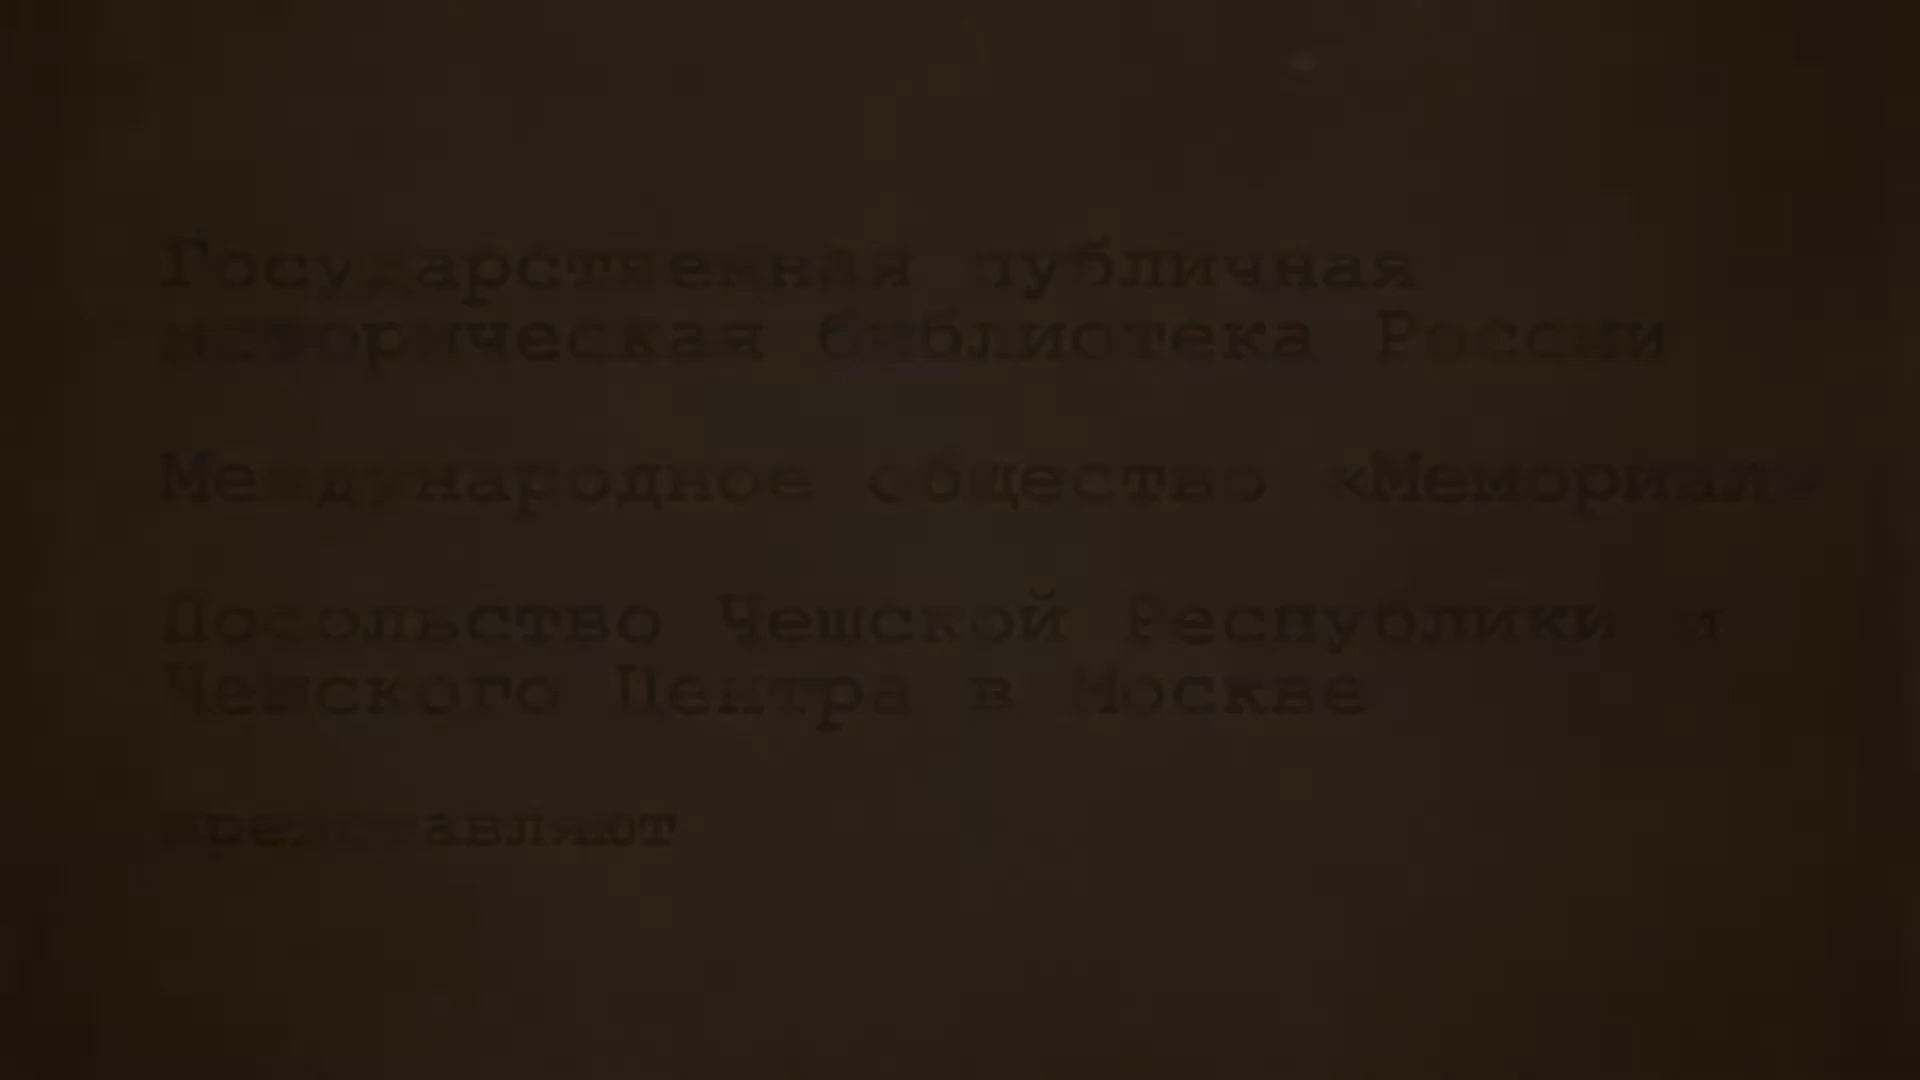 Государственная публичная
историческая библиотека России
Международное общество «Мемориал»
Посольство Чешской Республики и
Чешского Центра в Москве
представляют